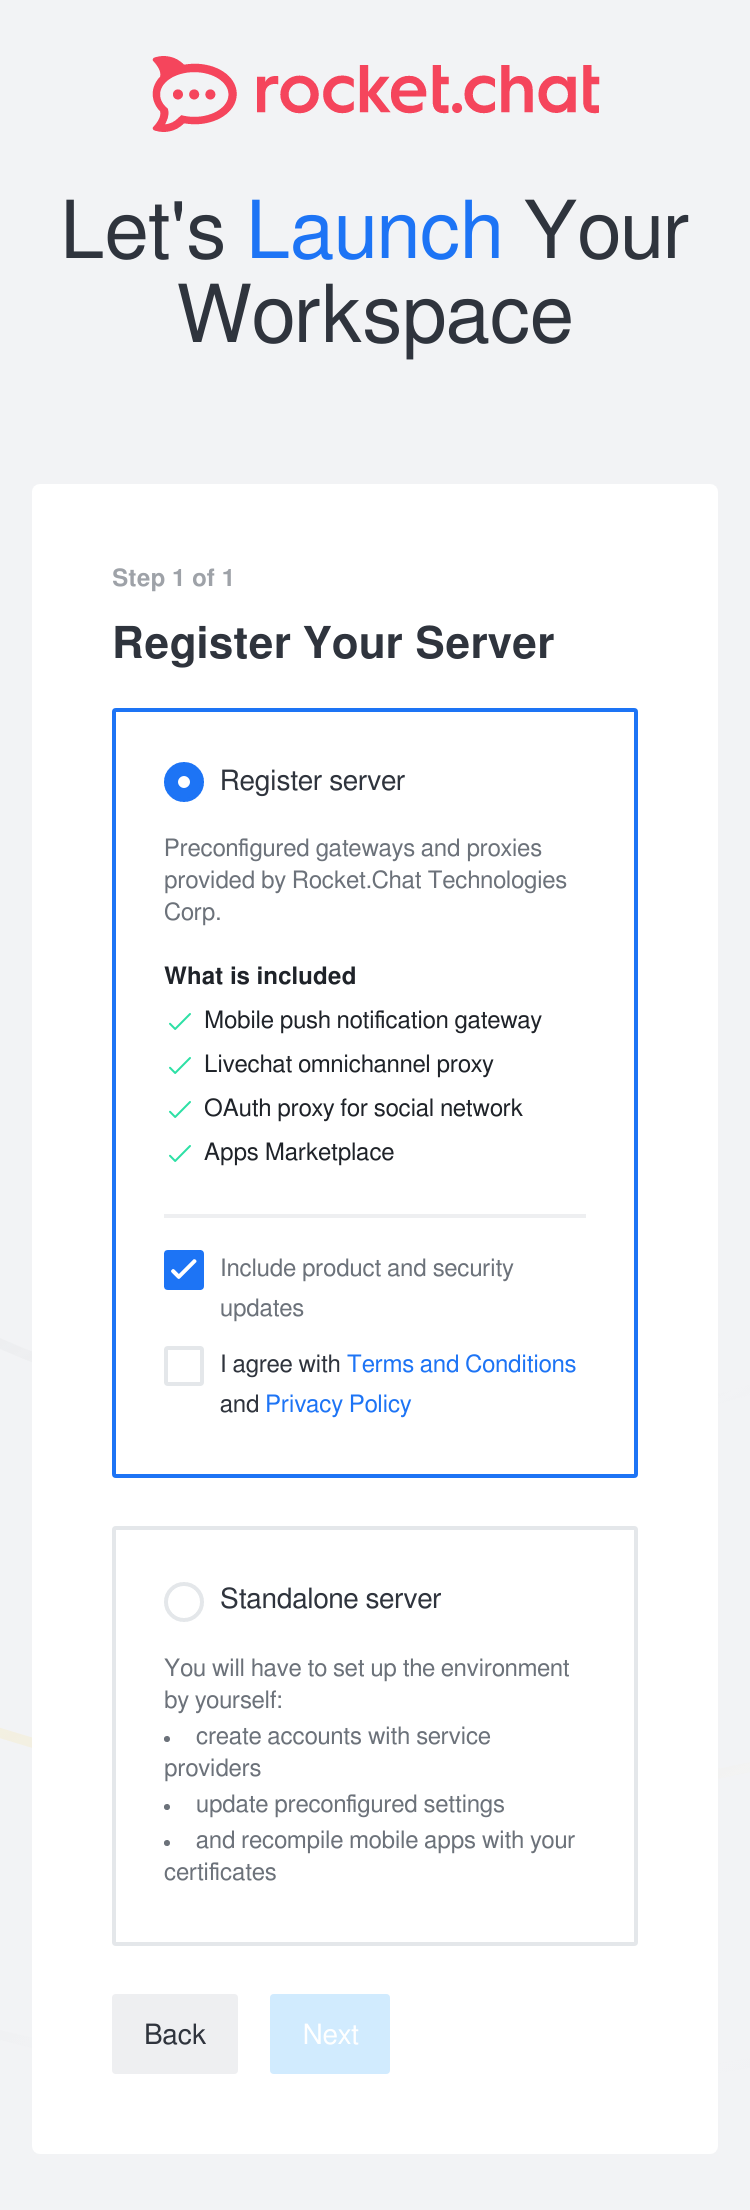 rocket.chat
Let's Launch Your
Workspace
Step 1 of 1
Register Your Server
Register server
Preconfigured gateways and proxies
provided by Rocket.Chat Technologies
Corp.
What is included
Mobile push notification gateway
Livechat omnichannel proxy
OAuth proxy for social network
Apps Marketplace
Include product and security
updates
I agree with Terms and Conditions
and Privacy Policy
Standalone server
You will have to set up the environment
by yourself:
• create accounts with service
providers
• update preconfigured settings
• and recompile mobile apps with your
certificates
Back Next